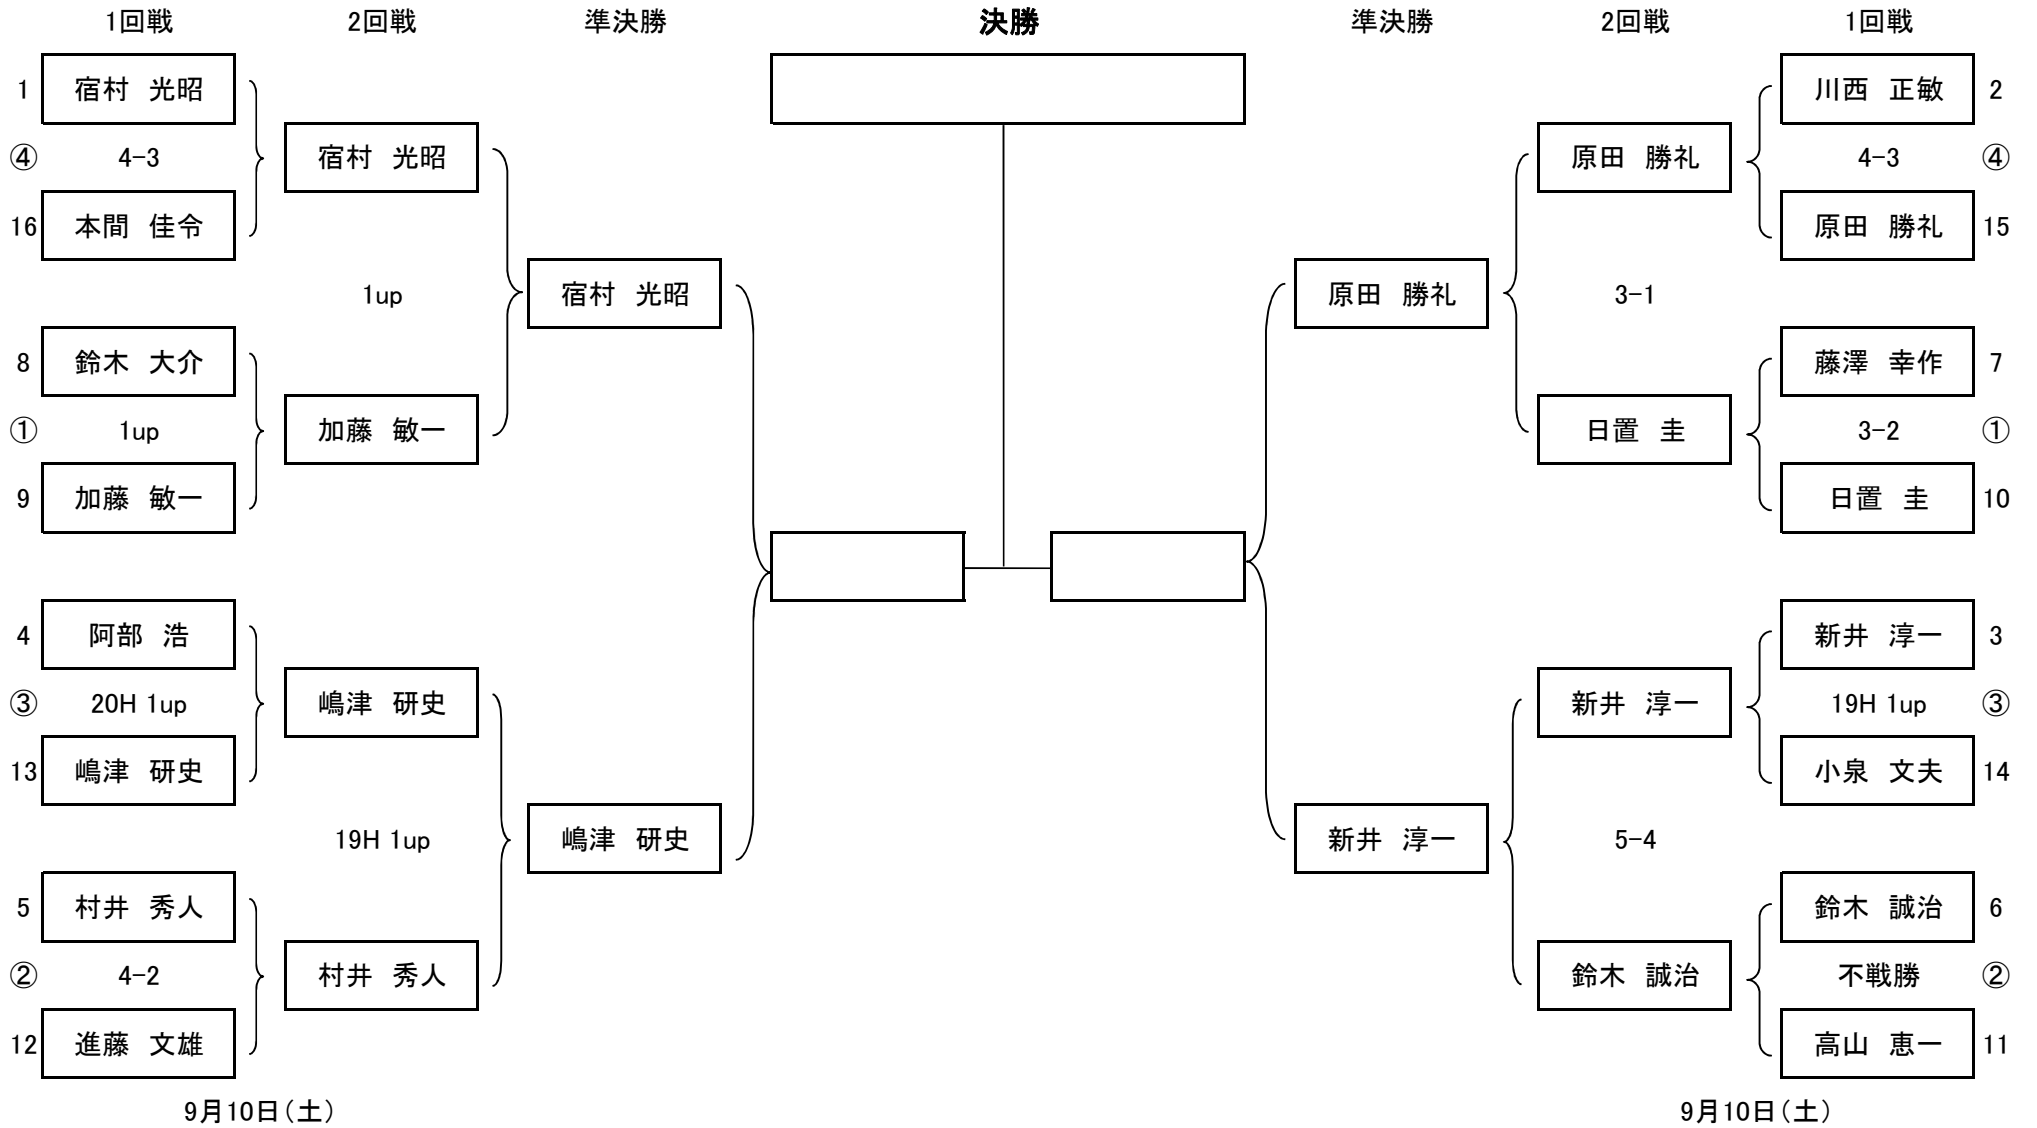 1回戦 2回戦 準決勝 決勝 準決勝 2回戦 1回戦
1 宿村 光昭 川西 正敏 2
④ 4-3 宿村 光昭 原田 勝礼 4-3 ④
16 本間 佳令 原田 勝礼 15
1up 宿村 光昭 原田 勝礼 3-1
8 鈴木 大介 藤澤 幸作 7
① 1up 加藤 敏一 日置 圭 3-2 ①
9 加藤 敏一 日置 圭 10
4 阿部 浩 新井 淳一 3
③ 20H 1up 嶋津 研史 新井 淳一 19H 1up ③
13 嶋津 研史 小泉 文夫 14
19H 1up 嶋津 研史 新井 淳一 5-4
5 村井 秀人 鈴木 誠治 6
② 4-2 村井 秀人 鈴木 誠治 不戦勝 ②
12 進藤 文雄 高山 恵一 11
9月10日(土) 9月10日(土)